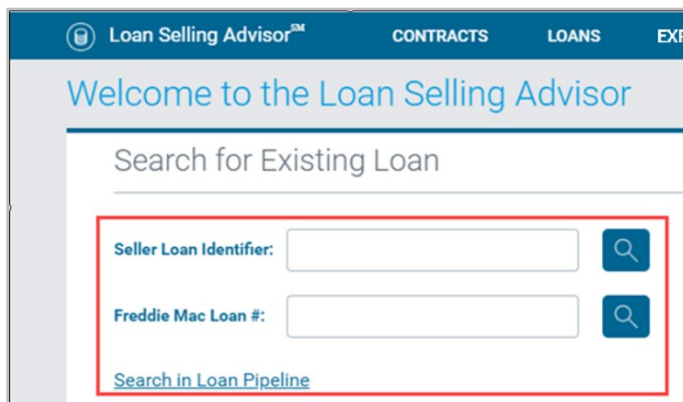 Loan Selling Advisor℠ CONTRACTS LOANS
Welcome to the Loan Selling Advisor
Search for Existing Loan
Seller Loan Identifier:
Freddie Mac Loan #:
Search in Loan Pipeline